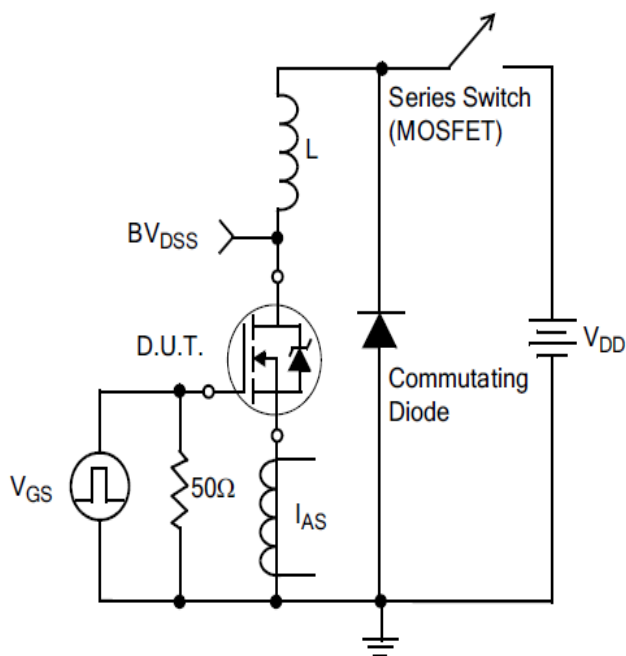 Series Switch
(MOSFET)
L
BVDSS
D.U.T.
VDD
Commutating
Diode
VGS
50Ω
IAS